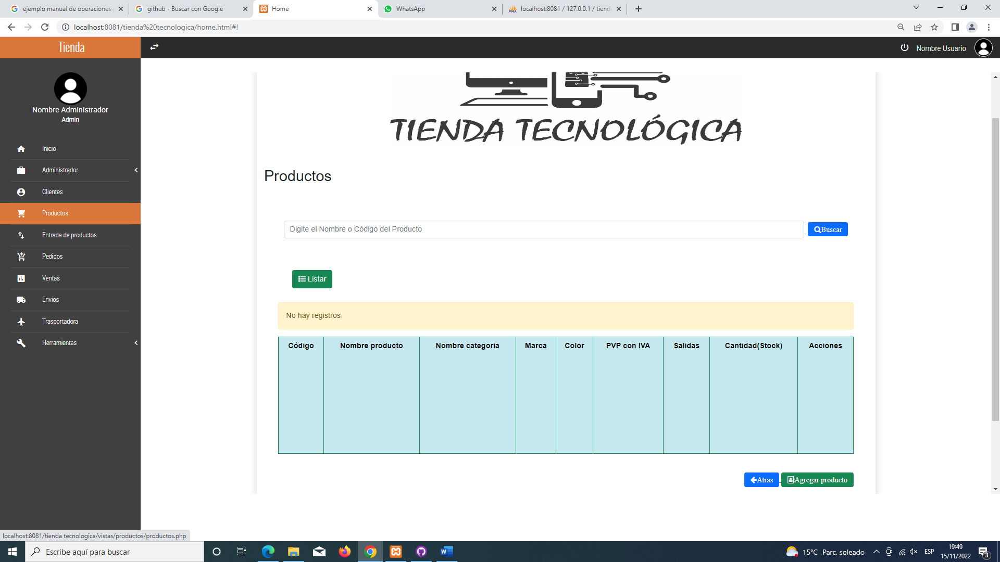 ejemplo manual de operaciones
github - Buscar con Google
Home
WhatsApp
localhost:8081 / 127.0.0.1 / tiend
localhost:8081/tienda%20tecnologica/home.html#!
Tienda
Nombre Usuario
Nombre Administrador
Admin
Inicio
Administrador
Clientes
Productos
Entrada de productos
Pedidos
Ventas
Envios
Trasportadora
Herramientas
TIENDA TECNOLÓGICA
Productos
Digite el Nombre o Código del Producto
Buscar
Listar
No hay registros
Código Nombre producto Nombre categoria Marca Color PVP con IVA Salidas Cantidad(Stock) Acciones
Atras Agregar producto
localhost:8081/tienda tecnologica/vistas/productos/productos.php
Escribe aquí para buscar
15°C Parc. soleado
ESP
19:49
15/11/2022
3